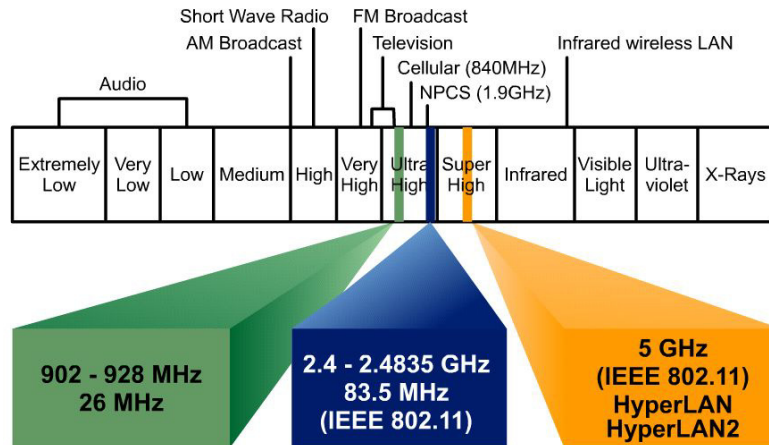 Short Wave Radio
FM Broadcast
AM Broadcast
Television
Infrared wireless LAN
Cellular (840MHz)
NPCS (1.9GHz)
Audio
Extremely
Low
Very
Low
Low
Medium
High
Very
High
Ultra
High
Super
High
Infrared
Visible
Light
Ultra-
violet
X-Rays
902 - 928 MHz
26 MHz
2.4 - 2.4835 GHz
83.5 MHz
(IEEE 802.11)
5 GHz
(IEEE 802.11)
HyperLAN
HyperLAN2